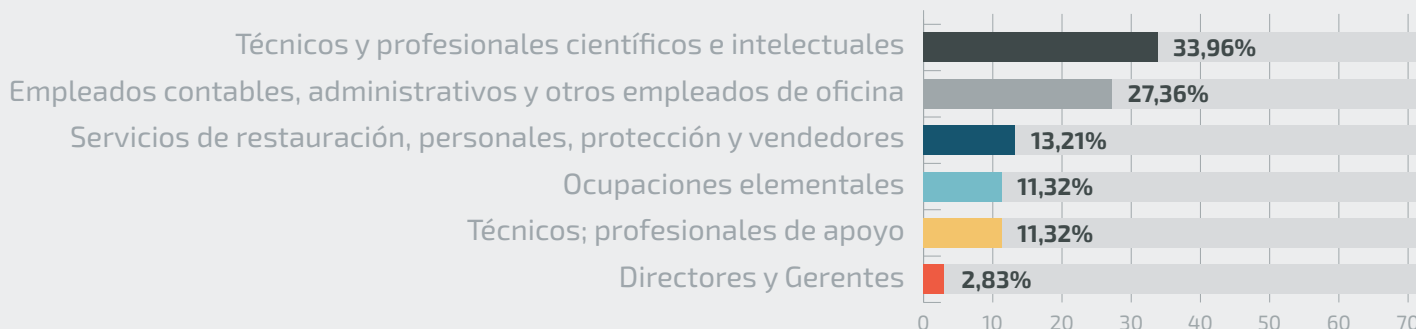 Técnicos y profesionales científicos e intelectuales 33,96%
Empleados contables, administrativos y otros empleados de oficina 27,36%
Servicios de restauración, personales, protección y vendedores 13,21%
Ocupaciones elementales 11,32%
Técnicos; profesionales de apoyo 11,32%
Directores y Gerentes 2,83%
0 10 20 30 40 50 60 70